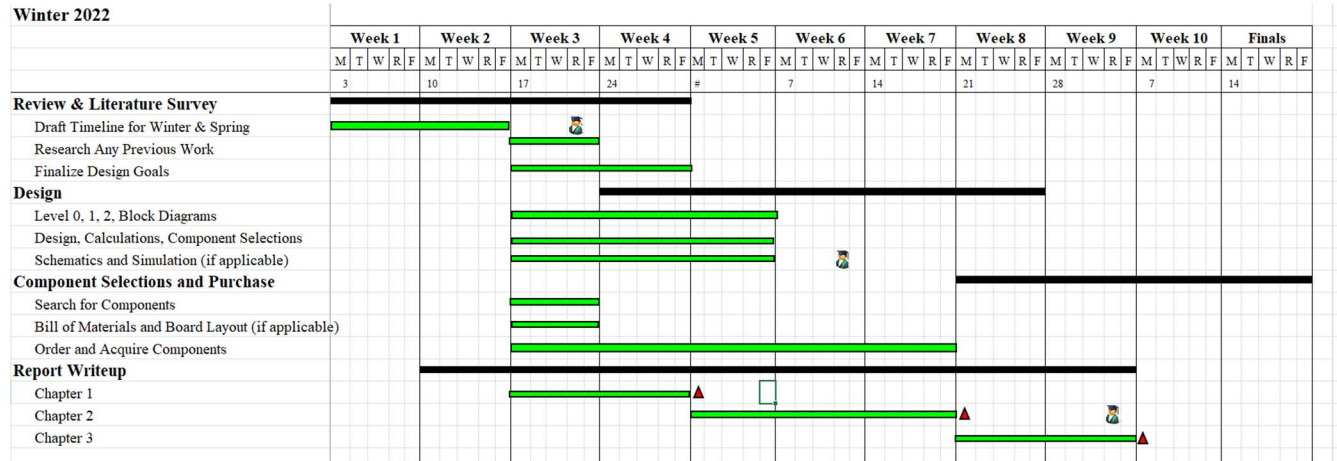 Winter 2022
Week 1 Week 2 Week 3 Week 4 Week 5 Week 6 Week 7 Week 8 Week 9 Week 10 Finals
M T W R F M T W R F M T W R F M T W R F M T W R F M T W R F M T W R F M T W R F M T W R F M T W R F M T W R F
3 10 17 24 # 7 14 21 28 7 14
Review & Literature Survey
Draft Timeline for Winter & Spring
Research Any Previous Work
Finalize Design Goals
Design
Level 0, 1, 2, Block Diagrams
Design, Calculations, Component Selections
Schematics and Simulation (if applicable)
Component Selections and Purchase
Search for Components
Bill of Materials and Board Layout (if applicable)
Order and Acquire Components
Report Writeup
Chapter 1
Chapter 2
Chapter 3